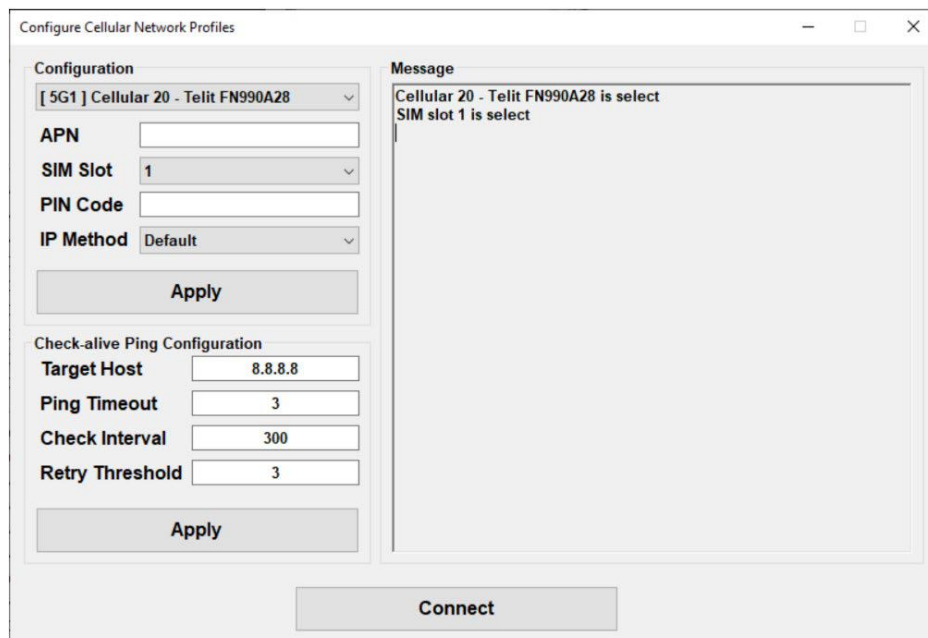 Configure Cellular Network Profiles
Configuration
[ 5G1 ] Cellular 20 - Telit FN990A28
APN
SIM Slot 1
PIN Code
IP Method Default
Apply
Check-alive Ping Configuration
Target Host 8.8.8.8
Ping Timeout 3
Check Interval 300
Retry Threshold 3
Apply
Message
Cellular 20 - Telit FN990A28 is select
SIM slot 1 is select
Connect